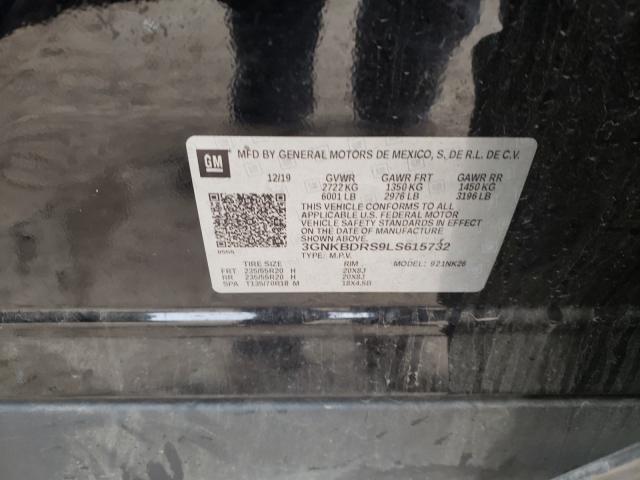 GM MFD BY GENERAL MOTORS DE MEXICO, S, DE R.L. DE C.V.
12/19 GVWR GAWR FRT GAWR RR
2722 KG 1350 KG 1450 KG
6001 LB 2976 LB 3196 LB
THIS VEHICLE CONFORMS TO ALL
APPLICABLE U.S. FEDERAL MOTOR
VEHICLE SAFETY STANDARDS IN EFFECT
ON THE DATE OF MANUFACTURE SHOWN ABOVE.
3GNKBDRS9LS615732
TYPE: M.P.V. MODEL: 921NK26
TIRE SIZE RIM
FRT 235/55R20 H 20X8J
RR 235/55R20 H 20X8J
SPA T135/70R18 M 18X4.5B